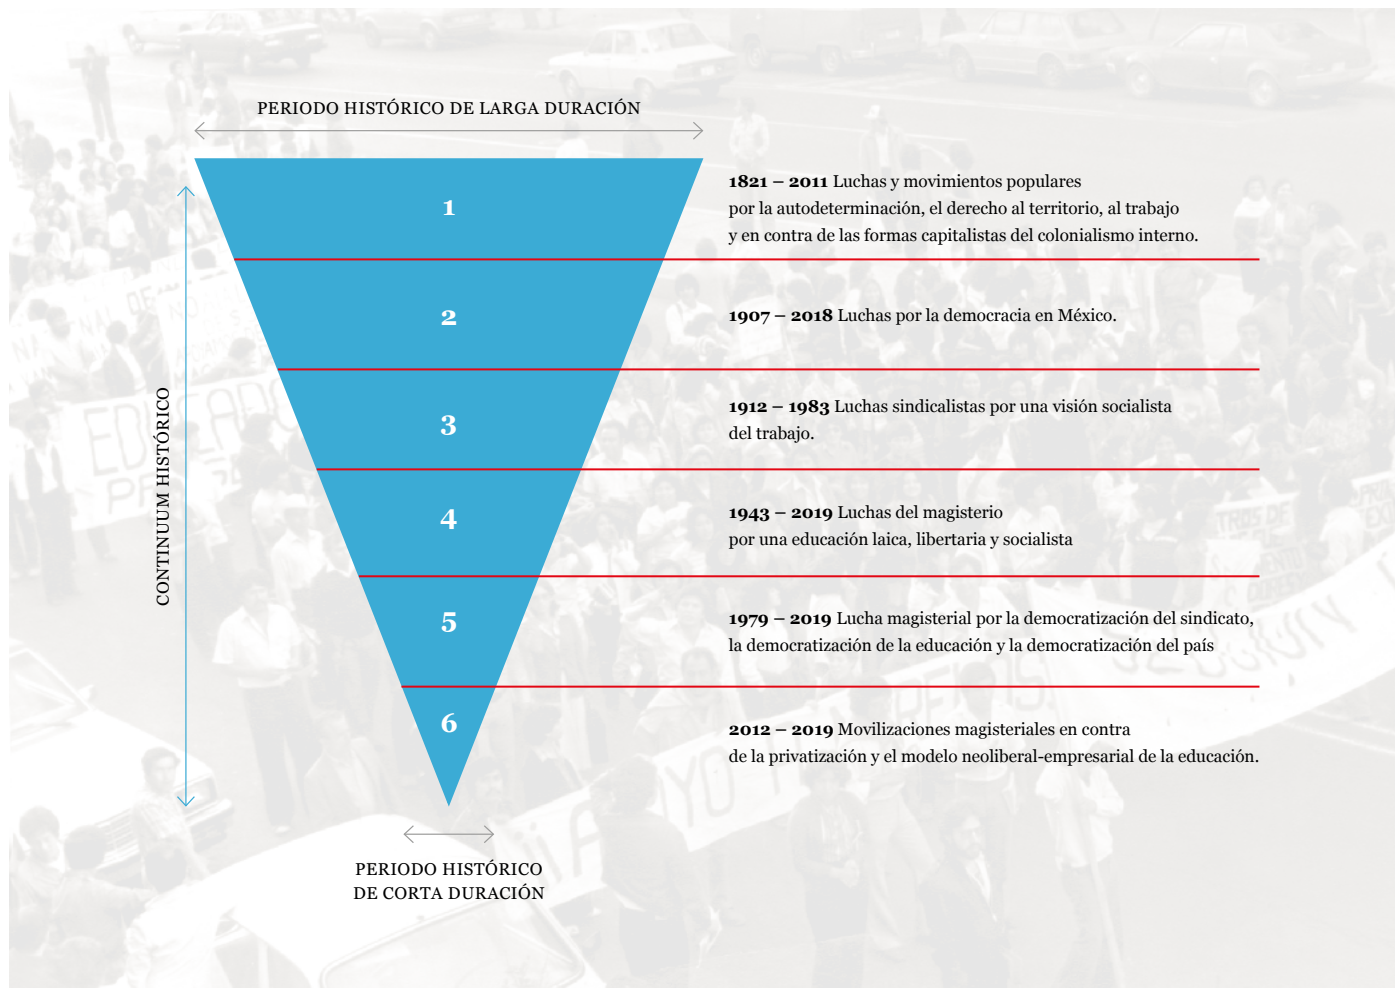 PERIODO HISTÓRICO DE LARGA DURACIÓN
CONTINUUM HISTÓRICO
1
1821 – 2011 Luchas y movimientos populares
por la autodeterminación, el derecho al territorio, al trabajo
y en contra de las formas capitalistas del colonialismo interno.
2
1907 – 2018 Luchas por la democracia en México.
3
1912 – 1983 Luchas sindicalistas por una visión socialista
del trabajo.
4
1943 – 2019 Luchas del magisterio
por una educación laica, libertaria y socialista
5
1979 – 2019 Lucha magisterial por la democratización del sindicato,
la democratización de la educación y la democratización del país
6
2012 – 2019 Movilizaciones magisteriales en contra
de la privatización y el modelo neoliberal-empresarial de la educación.
PERIODO HISTÓRICO
DE CORTA DURACIÓN